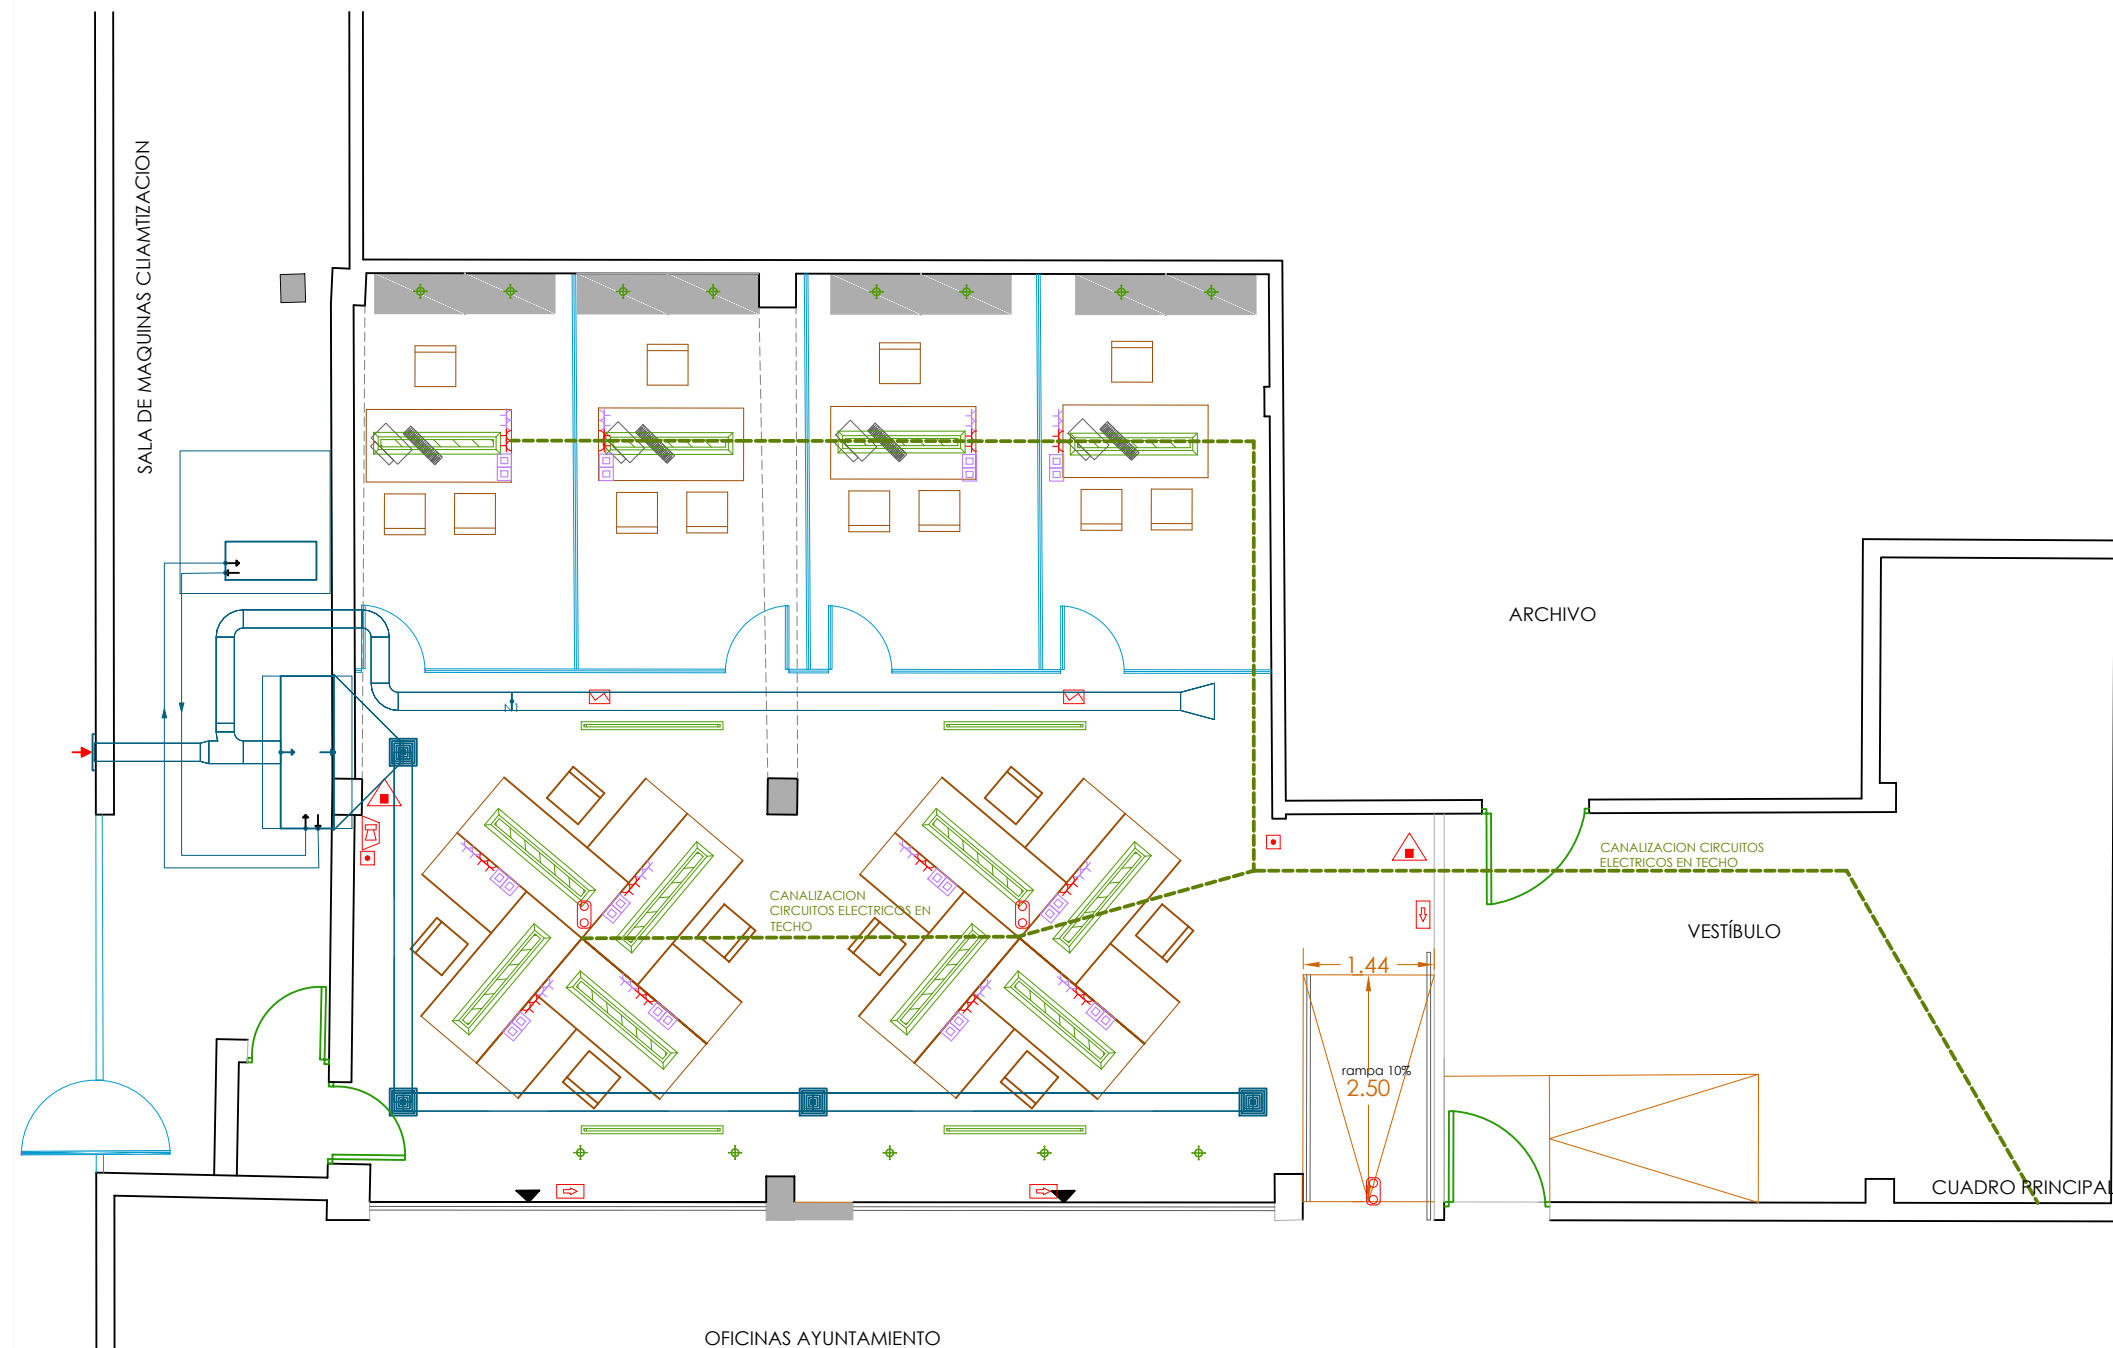 SALA DE MAQUINAS CLIAMTIZACION
ARCHIVO
CANALIZACION CIRCUITOS
ELECTRICOS EN TECHO
CANALIZACION
CIRCUITOS ELECTRICOS EN
TECHO
VESTÍBULO
1.44
rampa 10%
2.50
CUADRO PRINCIPAL
OFICINAS AYUNTAMIENTO